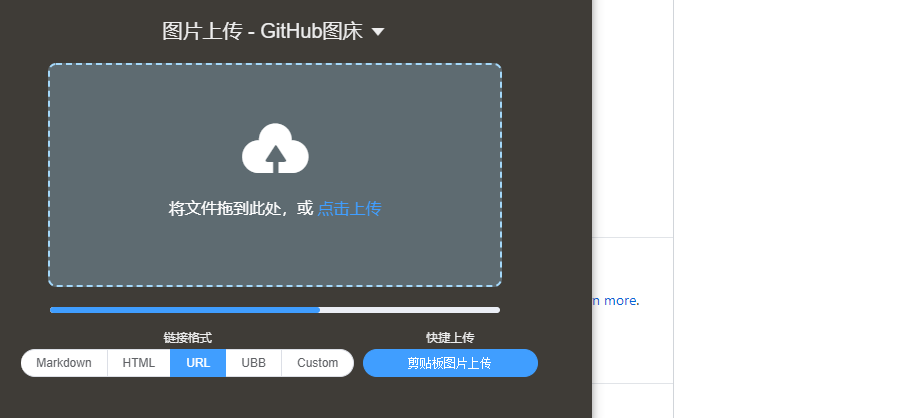 图片上传 - GitHub图床
将文件拖到此处，或 点击上传
n more.
链接格式
快捷上传
Markdown HTML URL UBB Custom
剪贴板图片上传